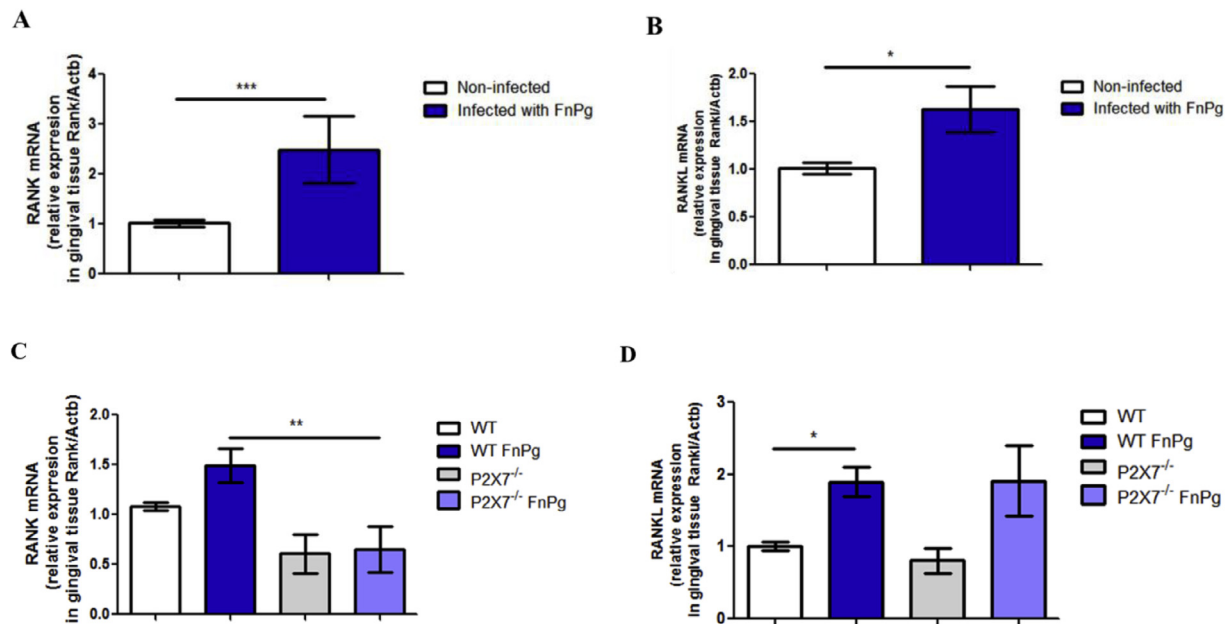 A
RANK mRNA
(relative exprresion
in gingival tissue Rank/Actb)
4
3
2
1
0
***
Non-infected
Infected with FnPg
B
RANKL mRNA
(relative expression
In gingival tissue Rankl/Actb)
2.0
1.5
1.0
0.5
0.0
*
Non-infected
Infected with FnPg
C
RANK mRNA
(relative exprresion
in gingival tissue Rank/Actb)
2.0
1.5
1.0
0.5
0.0
**
WT
WT FnPg
P2X7-/-
P2X7-/- FnPg
D
RANKL mRNA
(relative expression
In gingival tissue Rankl/Actb)
3
2
1
0
*
WT
WT FnPg
P2X7-/-
P2X7-/- FnPg